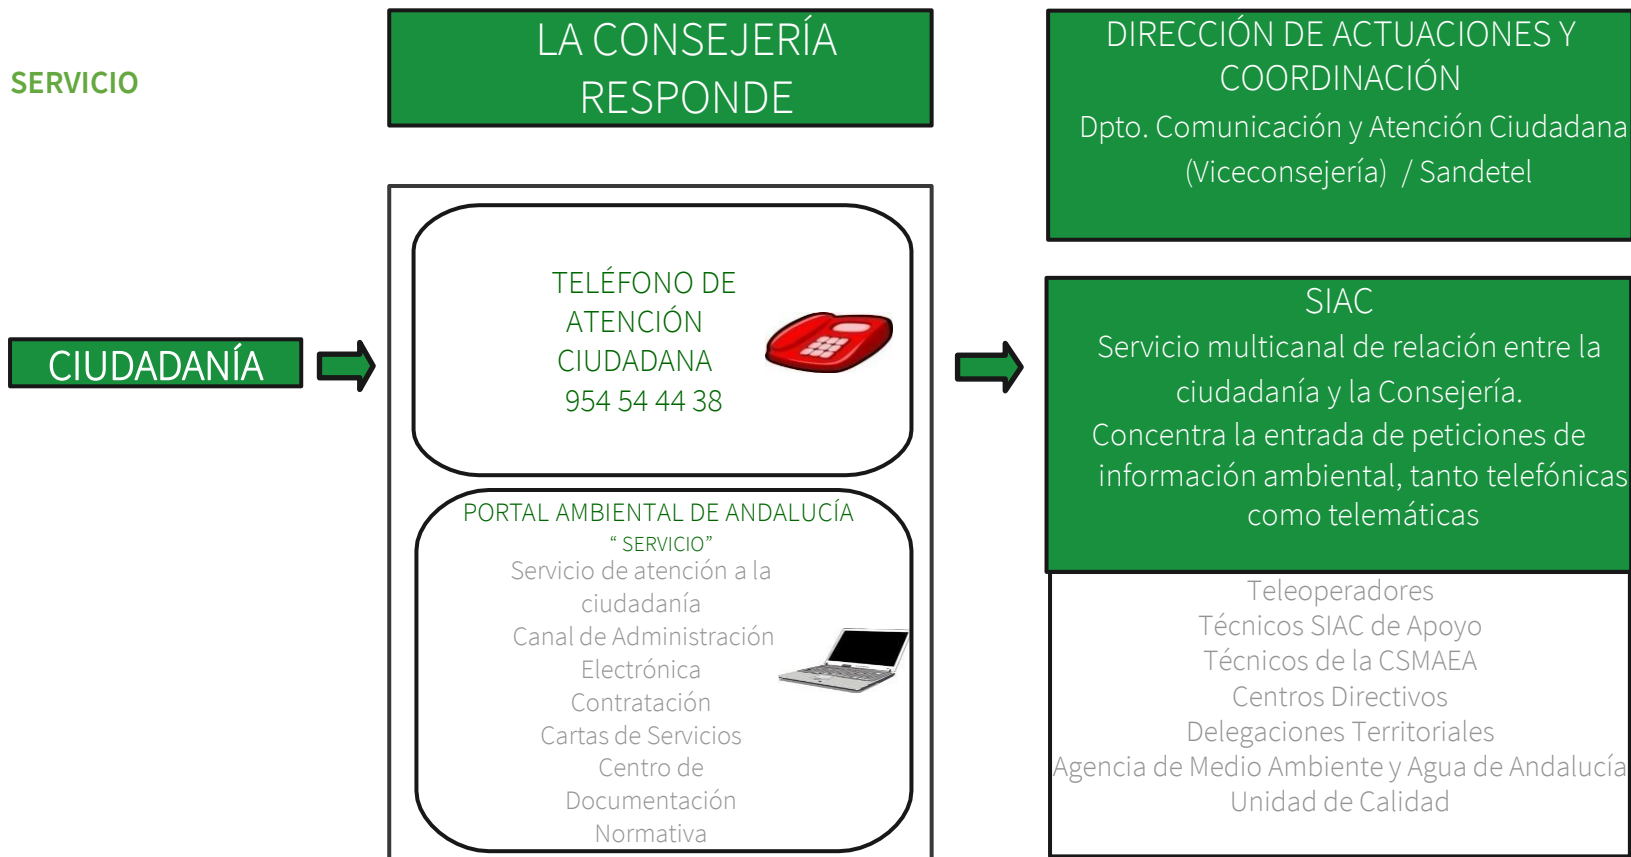 SERVICIO
LA CONSEJERÍA
RESPONDE
DIRECCIÓN DE ACTUACIONES Y
COORDINACIÓN
Dpto. Comunicación y Atención Ciudadana
(Viceconsejería) / Sandetel
CIUDADANÍA
TELÉFONO DE
ATENCIÓN
CIUDADANA
954 54 44 38
PORTAL AMBIENTAL DE ANDALUCÍA
“ SERVICIO”
Servicio de atención a la
ciudadanía
Canal de Administración
Electrónica
Contratación
Cartas de Servicios
Centro de
Documentación
Normativa
SIAC
Servicio multicanal de relación entre la
ciudadanía y la Consejería.
Concentra la entrada de peticiones de
información ambiental, tanto telefónicas
como telemáticas
Teleoperadores
Técnicos SIAC de Apoyo
Técnicos de la CSMAEA
Centros Directivos
Delegaciones Territoriales
Agencia de Medio Ambiente y Agua de Andalucía
Unidad de Calidad